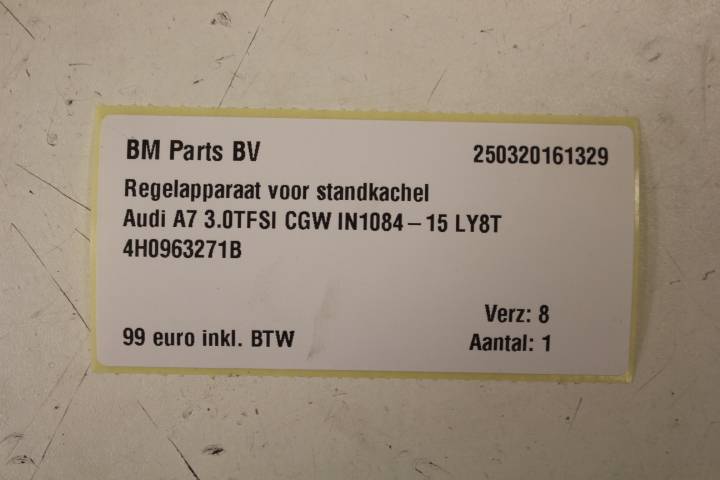 BM Parts BV 250320161329
Regelapparaat voor standkachel
Audi A7 3.0TFSI CGW IN1084 – 15 LY8T
4H0963271B
Verz: 8
99 euro inkl. BTW Aantal: 1